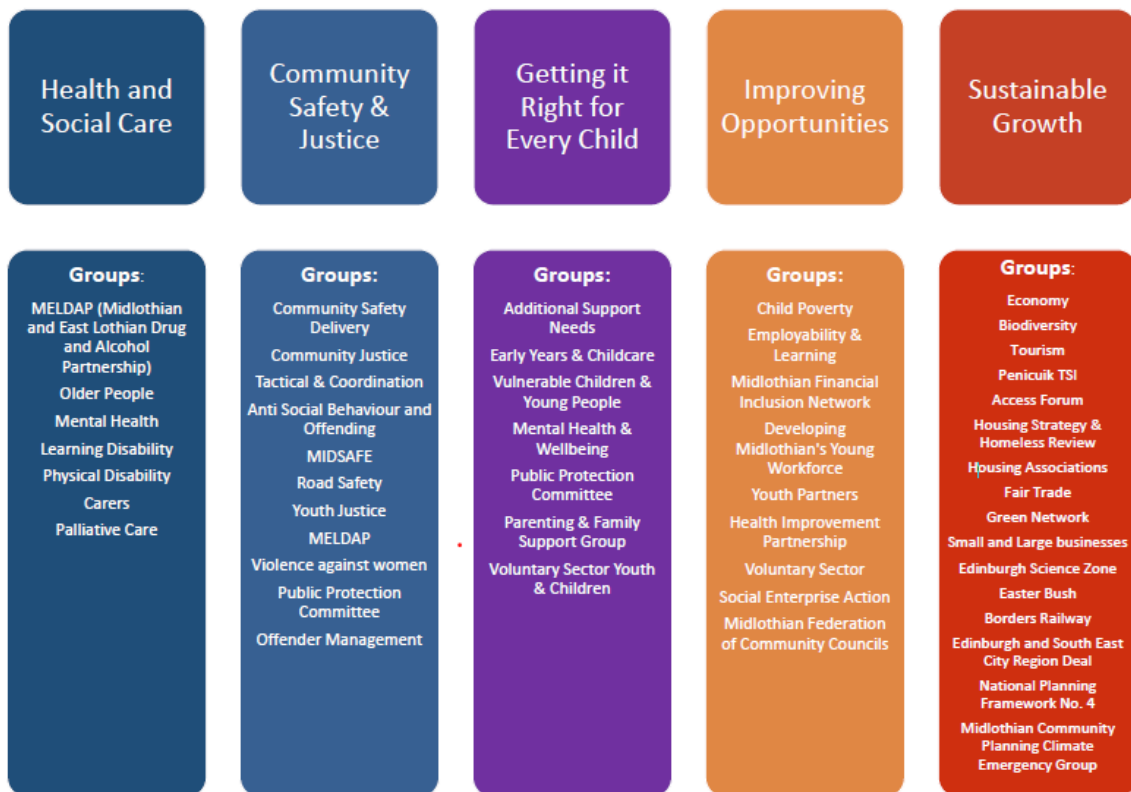 Health and
Social Care
Community
Safety &
Justice
Getting it
Right for
Every Child
Improving
Opportunities
Sustainable
Growth
Groups:
MELDAP (Midlothian
and East Lothian Drug
and Alcohol
Partnership)
Older People
Mental Health
Learning Disability
Physical Disability
Carers
Palliative Care
Groups:
Community Safety
Delivery
Community Justice
Tactical & Coordination
Anti Social Behaviour and
Offending
MIDSAFE
Road Safety
Youth Justice
MELDAP
Violence against women
Public Protection
Committee
Offender Management
Groups:
Additional Support
Needs
Early Years & Childcare
Vulnerable Children &
Young People
Mental Health &
Wellbeing
Public Protection
Committee
Parenting & Family
Support Group
Voluntary Sector Youth
& Children
Groups:
Child Poverty
Employability &
Learning
Midlothian Financial
Inclusion Network
Developing
Midlothian's Young
Workforce
Youth Partners
Health Improvement
Partnership
Voluntary Sector
Social Enterprise Action
Midlothian Federation
of Community Councils
Groups:
Economy
Biodiversity
Tourism
Penicuik TSI
Access Forum
Housing Strategy &
Homeless Review
Housing Associations
Fair Trade
Green Network
Small and Large businesses
Edinburgh Science Zone
Easter Bush
Borders Railway
Edinburgh and South East
City Region Deal
National Planning
Framework No. 4
Midlothian Community
Planning Climate
Emergency Group